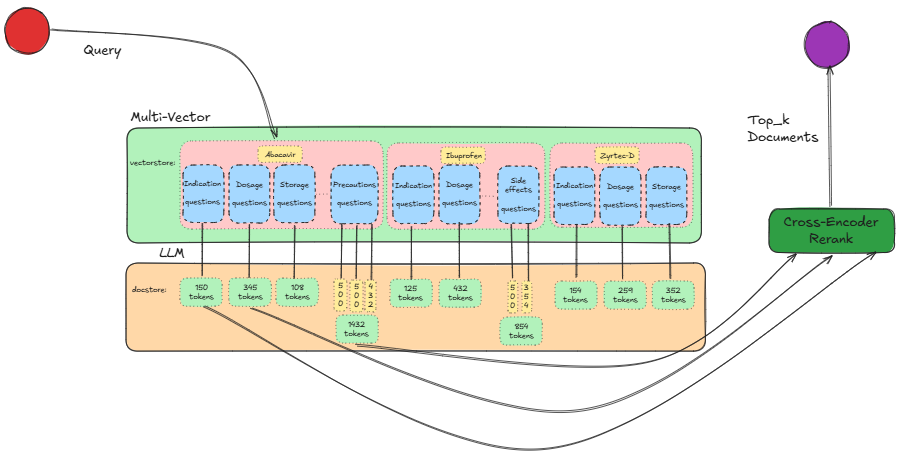 Query
Multi-Vector
vectorstore:
Abacavir
Indication
questions
Dosage
questions
Storage
questions
Precautions
questions
Ibuprofen
Indication
questions
Dosage
questions
Side
effects
questions
Zyrtec-D
Indication
questions
Dosage
questions
Storage
questions
LLM
docstore:
150
tokens
345
tokens
108
tokens
500
500
432
1432
tokens
125
tokens
432
tokens
500
354
854
tokens
154
tokens
259
tokens
352
tokens
Top_k
Documents
Cross-Encoder
Rerank